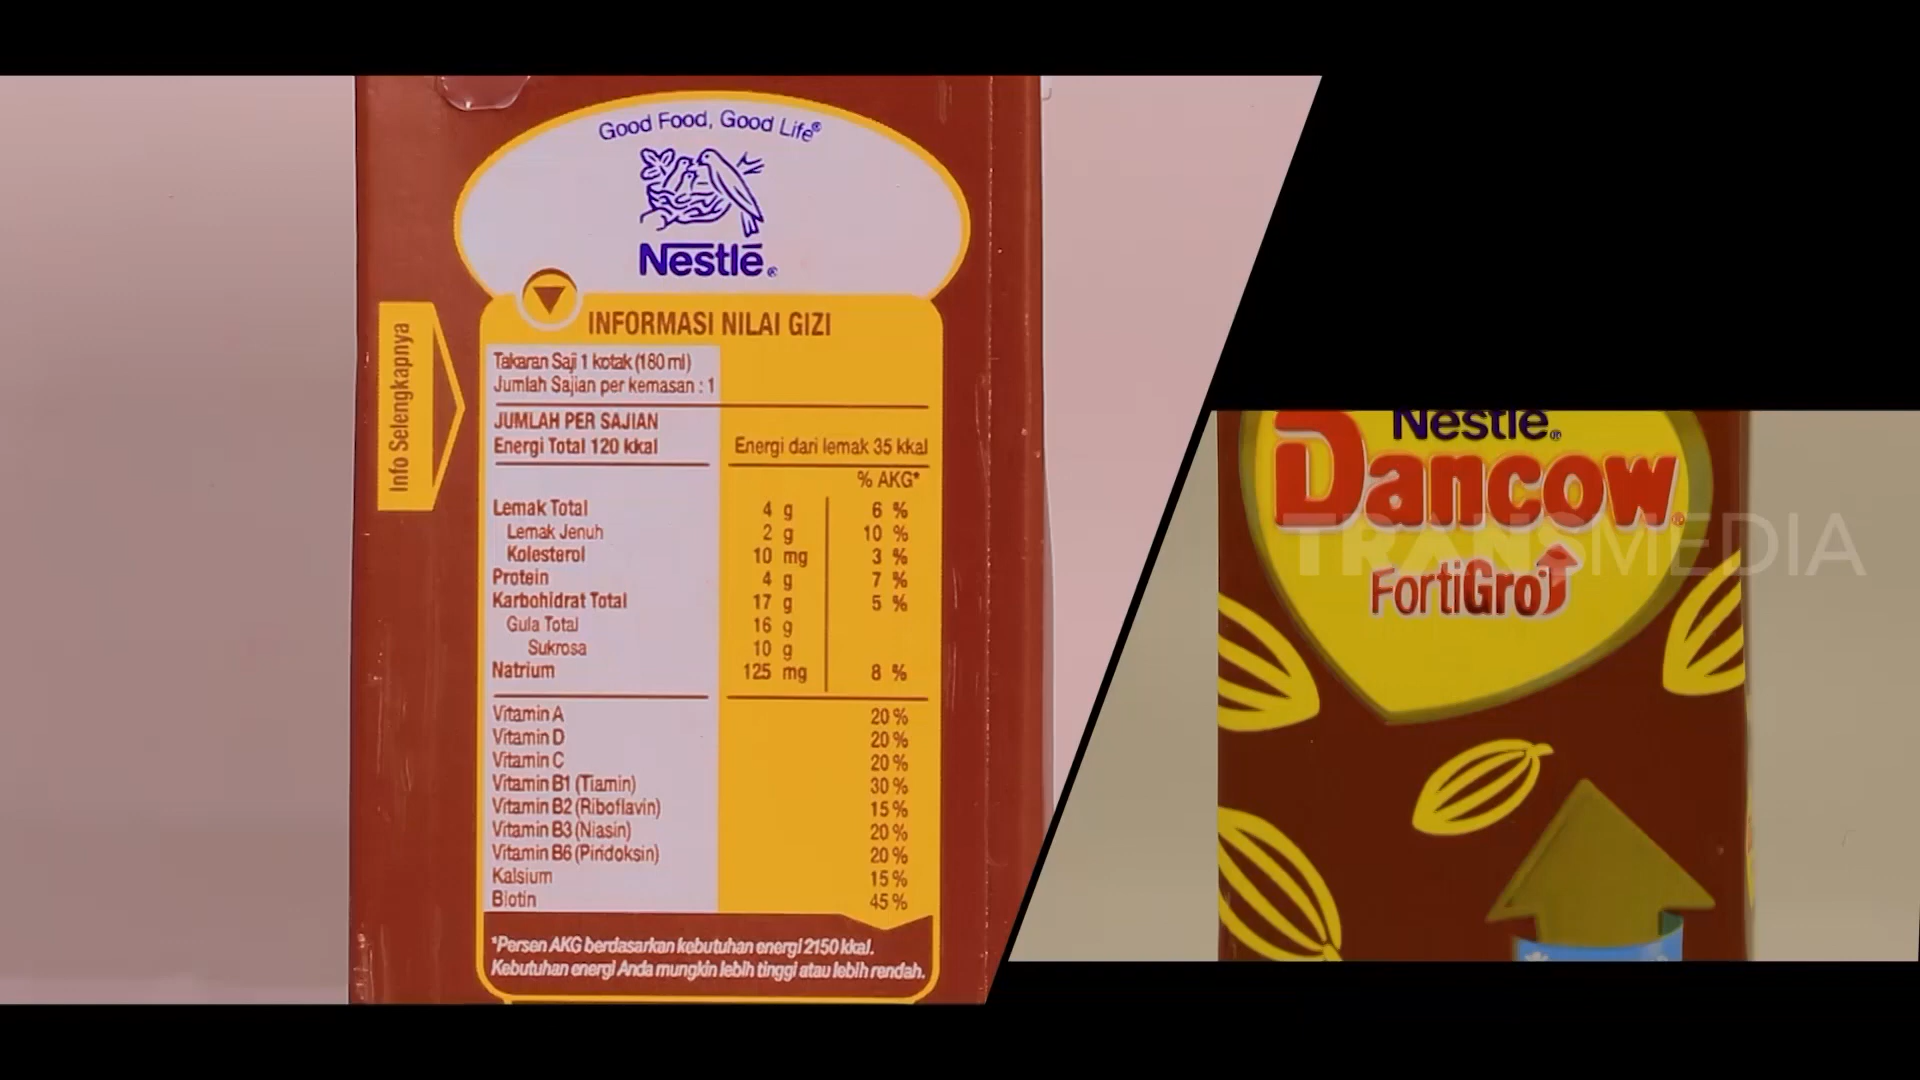 Good Food, Good Life®
Nestlé®
INFORMASI NILAI GIZI
Info Selengkapnya
Takaran Saji 1 kotak (180 ml)
Jumlah Sajian per kemasan : 1
JUMLAH PER SAJIAN
Energi Total 120 kkal Energi dari lemak 35 kkal
% AKG*
Lemak Total 4 g 6 %
Lemak Jenuh 2 g 10 %
Kolesterol 10 mg 3 %
Protein 4 g 7 %
Karbohidrat Total 17 g 5 %
Gula Total 16 g
Sukrosa 10 g
Natrium 125 mg 8 %
Vitamin A 20 %
Vitamin D 20 %
Vitamin C 20 %
Vitamin B1 (Tiamin) 30 %
Vitamin B2 (Riboflavin) 15 %
Vitamin B3 (Niasin) 20 %
Vitamin B6 (Piridoksin) 20 %
Kalsium 15 %
Biotin 45 %
*Persen AKG berdasarkan kebutuhan energi 2150 kkal.
Kebutuhan energi Anda mungkin lebih tinggi atau lebih rendah.
Nestlé®
Dancow®
FortiGro
TRANSMEDIA